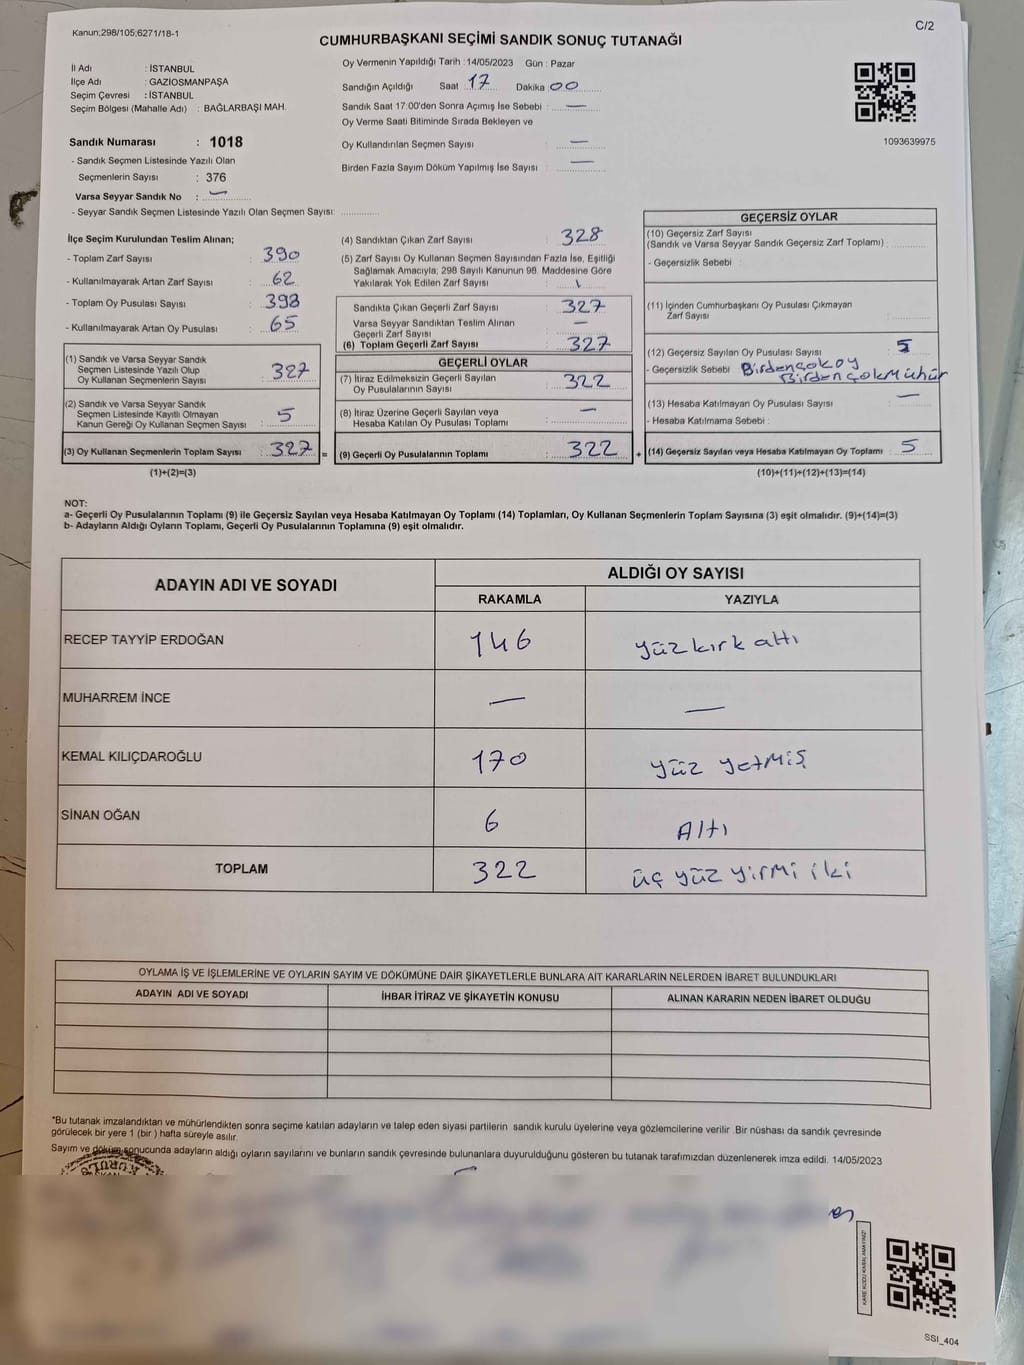 Kanun;298/105;6271/18-1
C/2
CUMHURBAŞKANI SEÇİMİ SANDIK SONUÇ TUTANAĞI
İl Adı : İSTANBUL
İlçe Adı : GAZİOSMANPAŞA
Seçim Çevresi : İSTANBUL
Seçim Bölgesi (Mahalle Adı) : BAĞLARBAŞI MAH.
Sandık Numarası : 1018
- Sandık Seçmen Listesinde Yazılı Olan
Seçmenlerin Sayısı : 376
Varsa Seyyar Sandık No : —
- Seyyar Sandık Seçmen Listesinde Yazılı Olan Seçmen Sayısı:
Oy Vermenin Yapıldığı Tarih :14/05/2023 Gün : Pazar
Sandığın Açıldığı Saat 17 Dakika 00
Sandık Saat 17:00'den Sonra Açımış İse Sebebi : —
Oy Verme Saati Bitiminde Sırada Bekleyen ve
Oy Kullandırılan Seçmen Sayısı : —
Birden Fazla Sayım Döküm Yapılmış İse Sayısı : —
1093639975
İlçe Seçim Kurulundan Teslim Alınan;
- Toplam Zarf Sayısı : 390
- Kullanılmayarak Artan Zarf Sayısı : 62
- Toplam Oy Pusulası Sayısı : 393
- Kullanılmayarak Artan Oy Pusulası : 65
(1) Sandık ve Varsa Seyyar Sandık
Seçmen Listesinde Yazılı Olup
Oy Kullanan Seçmenlerin Sayısı : 327
(2) Sandık ve Varsa Seyyar Sandık
Seçmen Listesinde Kayıtlı Olmayan
Kanun Gereği Oy Kullanan Seçmen Sayısı : 5
(3) Oy Kullanan Seçmenlerin Toplam Sayısı : 327 =
(1)+(2)=(3)
(4) Sandıktan Çıkan Zarf Sayısı : 328
(5) Zarf Sayısı Oy Kullanan Seçmen Sayısından Fazla İse, Eşitliği
Sağlamak Amacıyla; 298 Sayılı Kanunun 98. Maddesine Göre
Yakılarak Yok Edilen Zarf Sayısı : 1
Sandıkta Çıkan Geçerli Zarf Sayısı : 327
Varsa Seyyar Sandıktan Teslim Alınan
Geçerli Zarf Sayısı : —
(6) Toplam Geçerli Zarf Sayısı : 327
GEÇERLİ OYLAR
(7) İtiraz Edilmeksizin Geçerli Sayılan
Oy Pusulalarının Sayısı : 322
(8) İtiraz Üzerine Geçerli Sayılan veya
Hesaba Katılan Oy Pusulası Toplamı : —
(9) Geçerli Oy Pusulalarının Toplamı : 322 +
GEÇERSİZ OYLAR
(10) Geçersiz Zarf Sayısı
(Sandık ve Varsa Seyyar Sandık Geçersiz Zarf Toplamı) :
- Geçersizlik Sebebi :
(11) İçinden Cumhurbaşkanı Oy Pusulası Çıkmayan
Zarf Sayısı :
(12) Geçersiz Sayılan Oy Pusulası Sayısı : 5
- Geçersizlik Sebebi : Birdençokoy
BirdençokMühür
(13) Hesaba Katılmayan Oy Pusulası Sayısı : —
- Hesaba Katılmama Sebebi :
(14) Geçersiz Sayılan veya Hesaba Katılmayan Oy Toplamı : 5
(10)+(11)+(12)+(13)=(14)
NOT:
a- Geçerli Oy Pusulalarının Toplamı (9) ile Geçersiz Sayılan veya Hesaba Katılmayan Oy Toplamı (14) Toplamları, Oy Kullanan Seçmenlerin Toplam Sayısına (3) eşit olmalıdır. (9)+(14)=(3)
b- Adayların Aldığı Oyların Toplamı, Geçerli Oy Pusulalarının Toplamına (9) eşit olmalıdır.
ADAYIN ADI VE SOYADI ALDIĞI OY SAYISI
RAKAMLA YAZIYLA
RECEP TAYYİP ERDOĞAN 146 yüz kırk altı
MUHARREM İNCE — —
KEMAL KILIÇDAROĞLU 170 yüz yetmiş
SİNAN OĞAN 6 Altı
TOPLAM 322 üç yüz yirmi iki
OYLAMA İŞ VE İŞLEMLERİNE VE OYLARIN SAYIM VE DÖKÜMÜNE DAİR ŞİKAYETLERLE BUNLARA AİT KARARLARIN NELERDEN İBARET BULUNDUKLARI
ADAYIN ADI VE SOYADI İHBAR İTİRAZ VE ŞİKAYETİN KONUSU ALINAN KARARIN NEDEN İBARET OLDUĞU
*Bu tutanak imzalandıktan ve mühürlendikten sonra seçime katılan adayların ve talep eden siyasi partilerin sandık kurulu üyelerine veya gözlemcilerine verilir .Bir nüshası da sandık çevresinde
görülecek bir yere 1 (bir ) hafta süreyle asılır.
Sayım ve döküm sonucunda adayların aldığı oyların sayılarını ve bunların sandık çevresinde bulunanlara duyurulduğunu gösteren bu tutanak tarafımızdan düzenlenerek imza edildi. 14/05/2023
KARE KODU KARALAMAYINIZ!
SSI_404